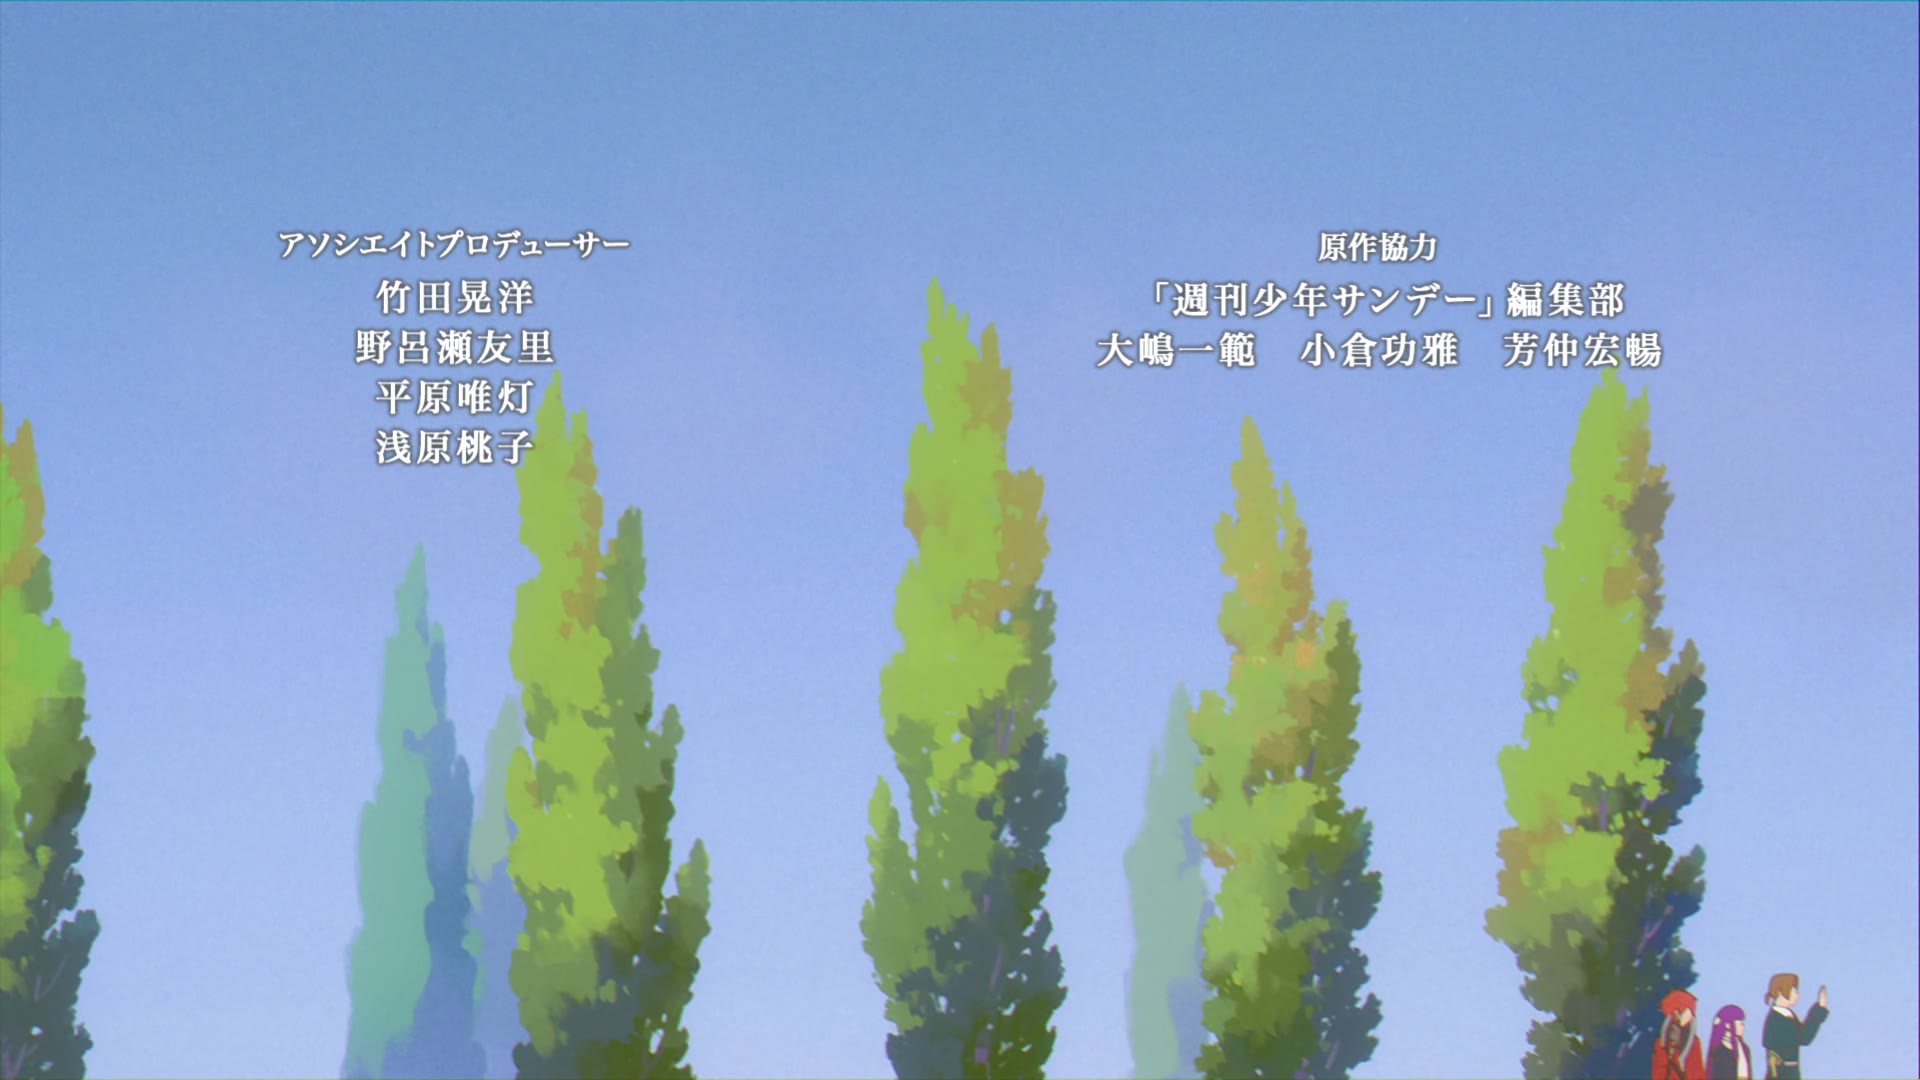 アソシエイトプロデューサー
竹田晃洋
野呂瀬友里
平原唯灯
浅原桃子
原作協力
「週刊少年サンデー」編集部
大嶋一範　小倉功雅　芳仲宏暢